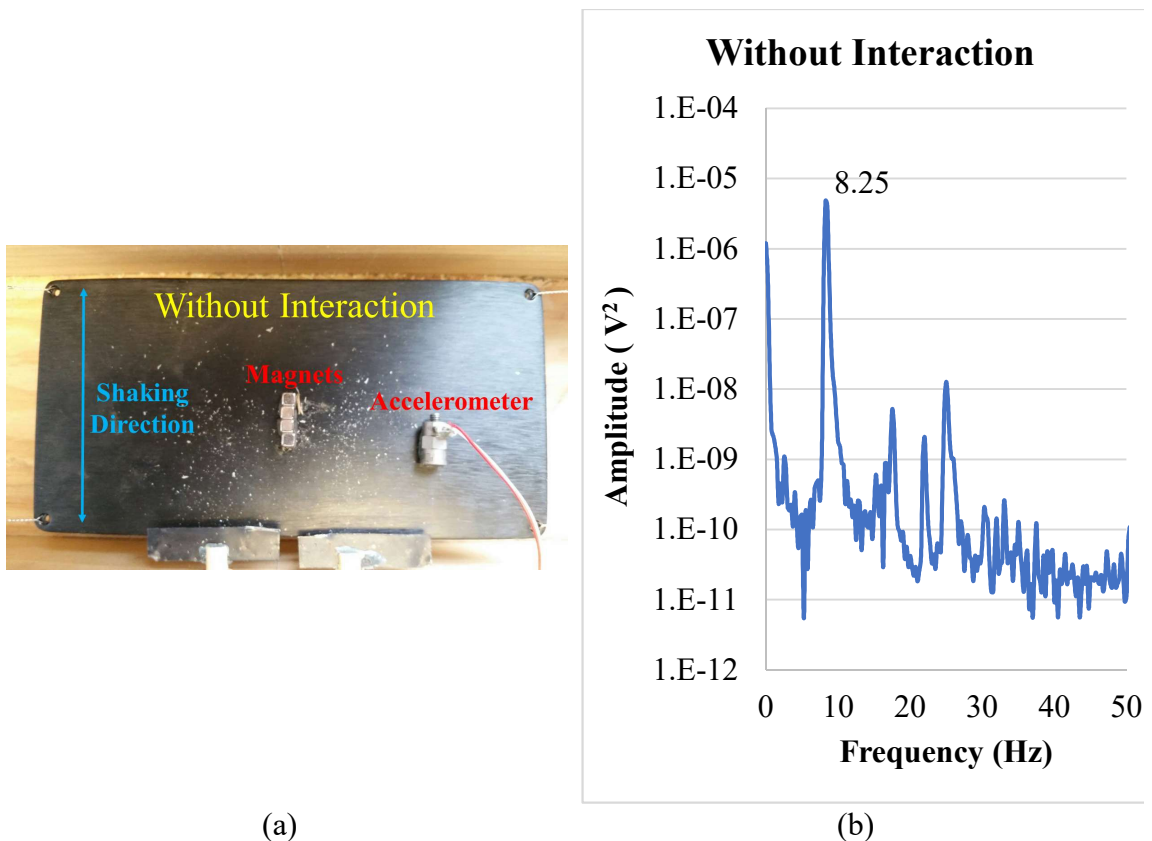 Without Interaction
Magnets
Accelerometer
Shaking
Direction
(a)
Without Interaction
8.25
1.E-04
1.E-05
1.E-06
1.E-07
1.E-08
1.E-09
1.E-10
1.E-11
1.E-12
Amplitude ( V² )
0 10 20 30 40 50
Frequency (Hz)
(b)